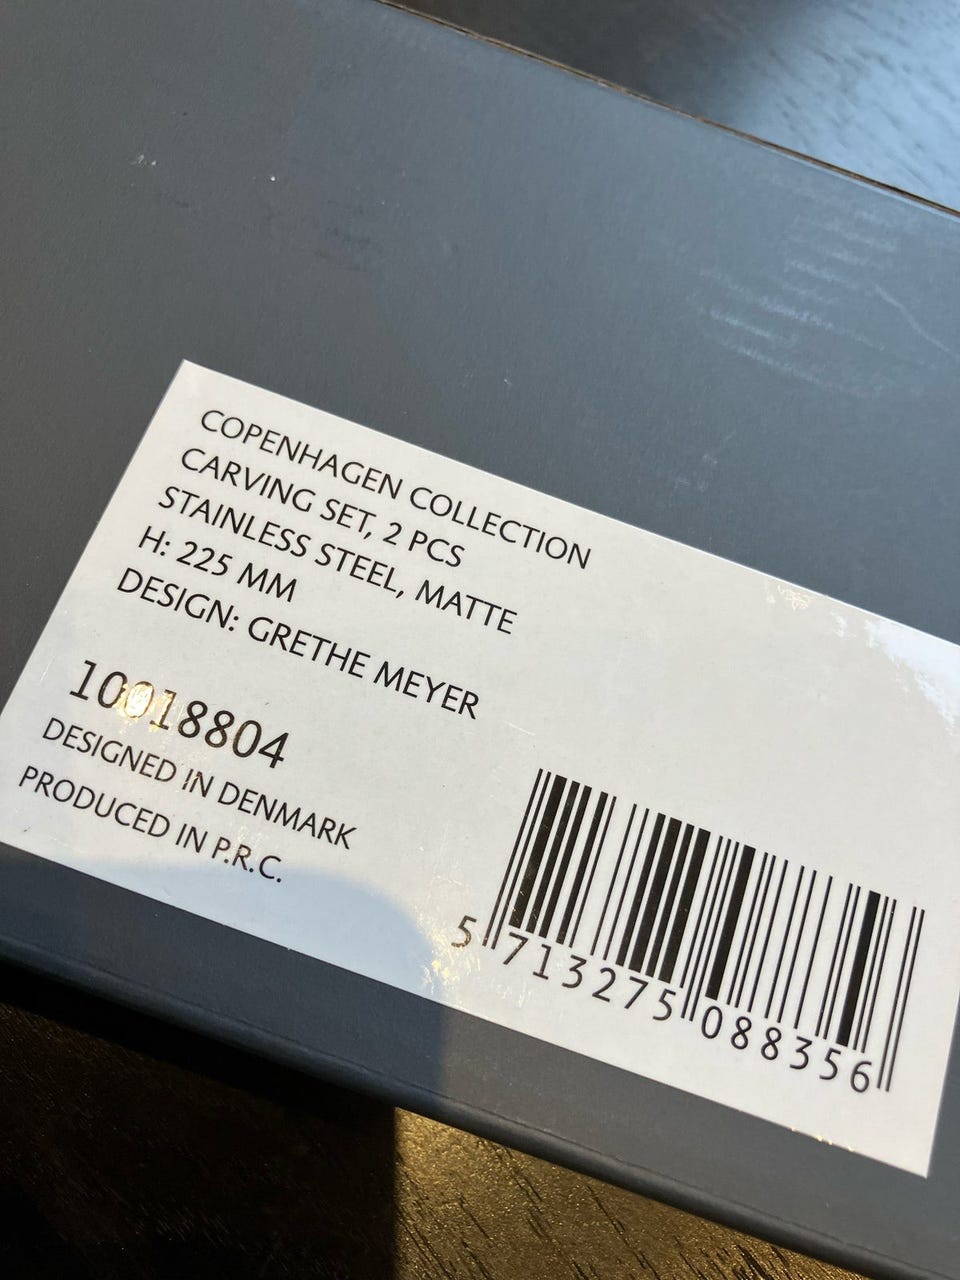 COPENHAGEN COLLECTION
CARVING SET, 2 PCS
STAINLESS STEEL, MATTE
H: 225 MM
DESIGN: GRETHE MEYER
10018804
DESIGNED IN DENMARK
PRODUCED IN P.R.C.
5 713275 088356